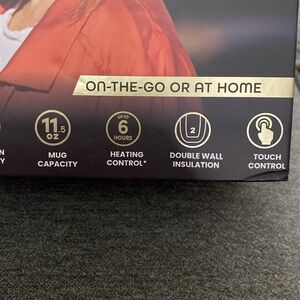 ON-THE-GO OR AT HOME
11.5 OZ
MUG CAPACITY
UP TO 6 HOURS
HEATING CONTROL*
2
DOUBLE WALL INSULATION
TOUCH CONTROL